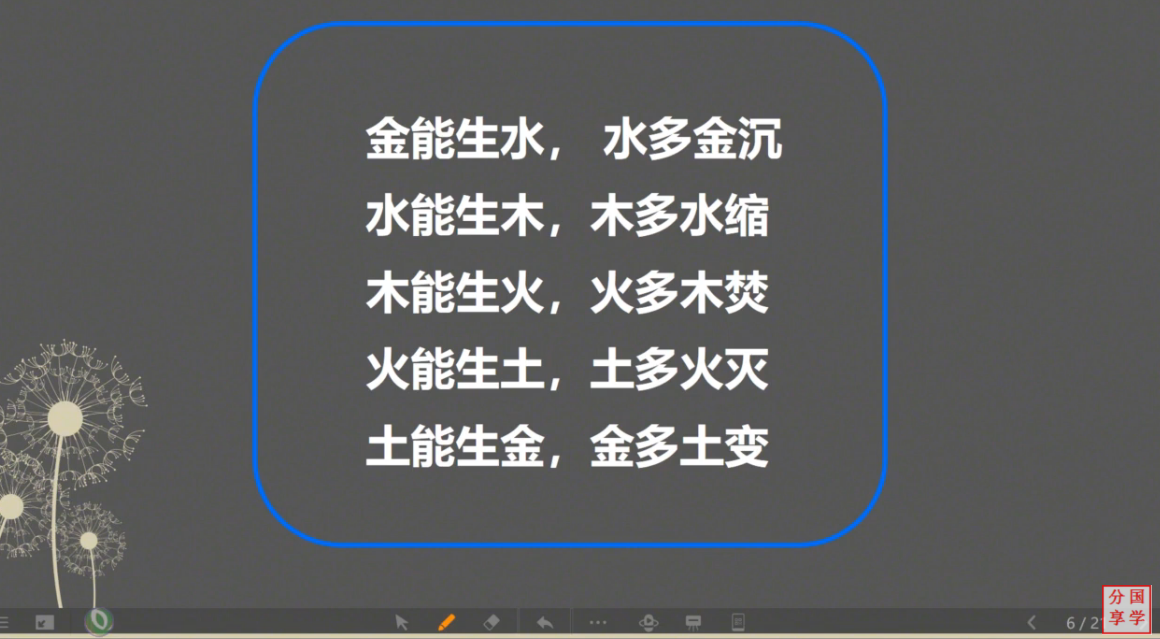 金能生水， 水多金沉
水能生木，木多水缩
木能生火，火多木焚
火能生土，土多火灭
土能生金，金多土变
6 / 2
分国
享学